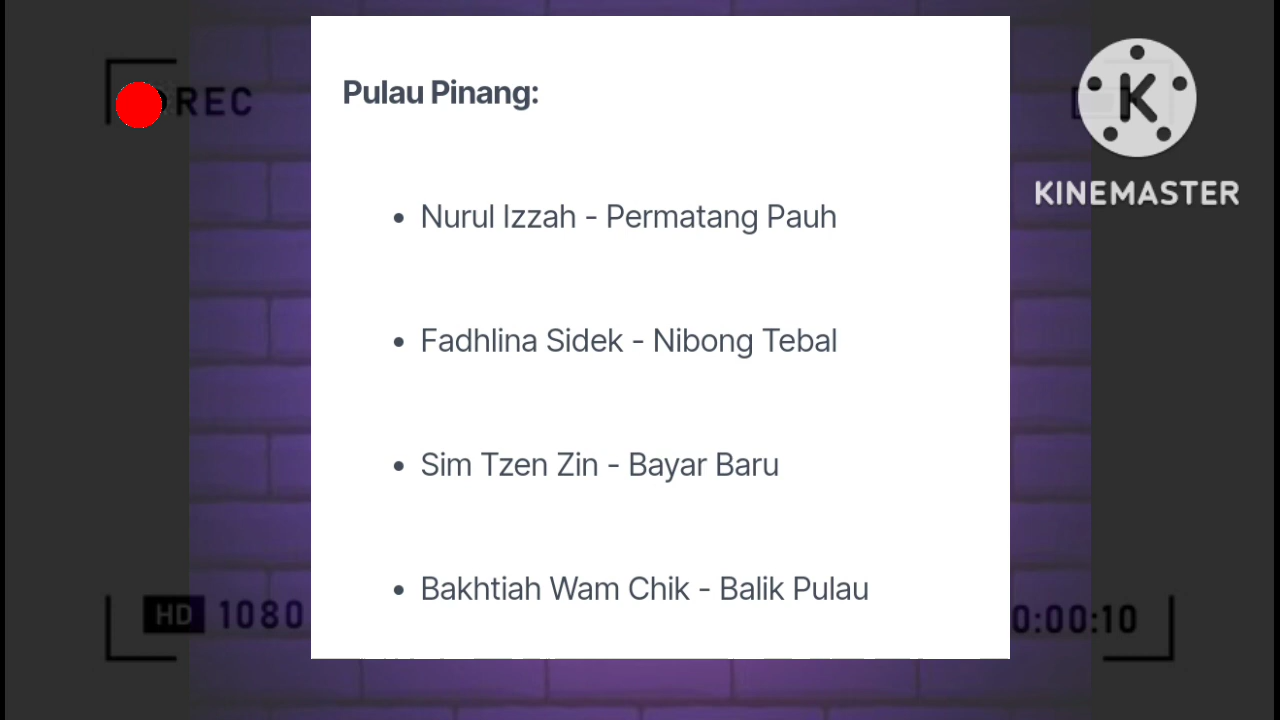 Pulau Pinang:
REC
K
KINEMASTER
• Nurul Izzah - Permatang Pauh
• Fadhlina Sidek - Nibong Tebal
• Sim Tzen Zin - Bayar Baru
• Bakhtiah Wam Chik - Balik Pulau
HD 1080
0:00:10